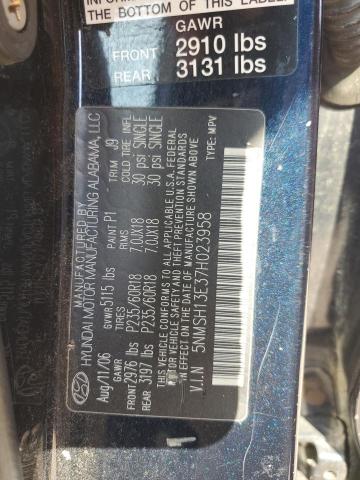 THE BOTTOM OF THIS LABEL.
GAWR
FRONT 2910 lbs
REAR 3131 lbs
MANUFACTURED BY
HYUNDAI MOTOR MANUFACTURING ALABAMA, LLC
Aug/11/06 GVWR 5115 lbs PAINT P1 TRIM J9
GAWR TIRES RIMS COLD TIRE INFL
FRONT 2976 lbs P235/60R18 7.0JX18 30 psi SINGLE
REAR 3197 lbs P235/60R18 7.0JX18 30 psi SINGLE
THIS VEHICLE CONFORMS TO ALL APPLICABLE U.S.A. FEDERAL
MOTOR VEHICLE SAFETY BUMPER AND THEFT PREVENTION STANDARDS
IN EFFECT ON THE DATE OF MANUFACTURE SHOWN ABOVE.
V.I.N 5NMSH13E37H023958 TYPE: MPV